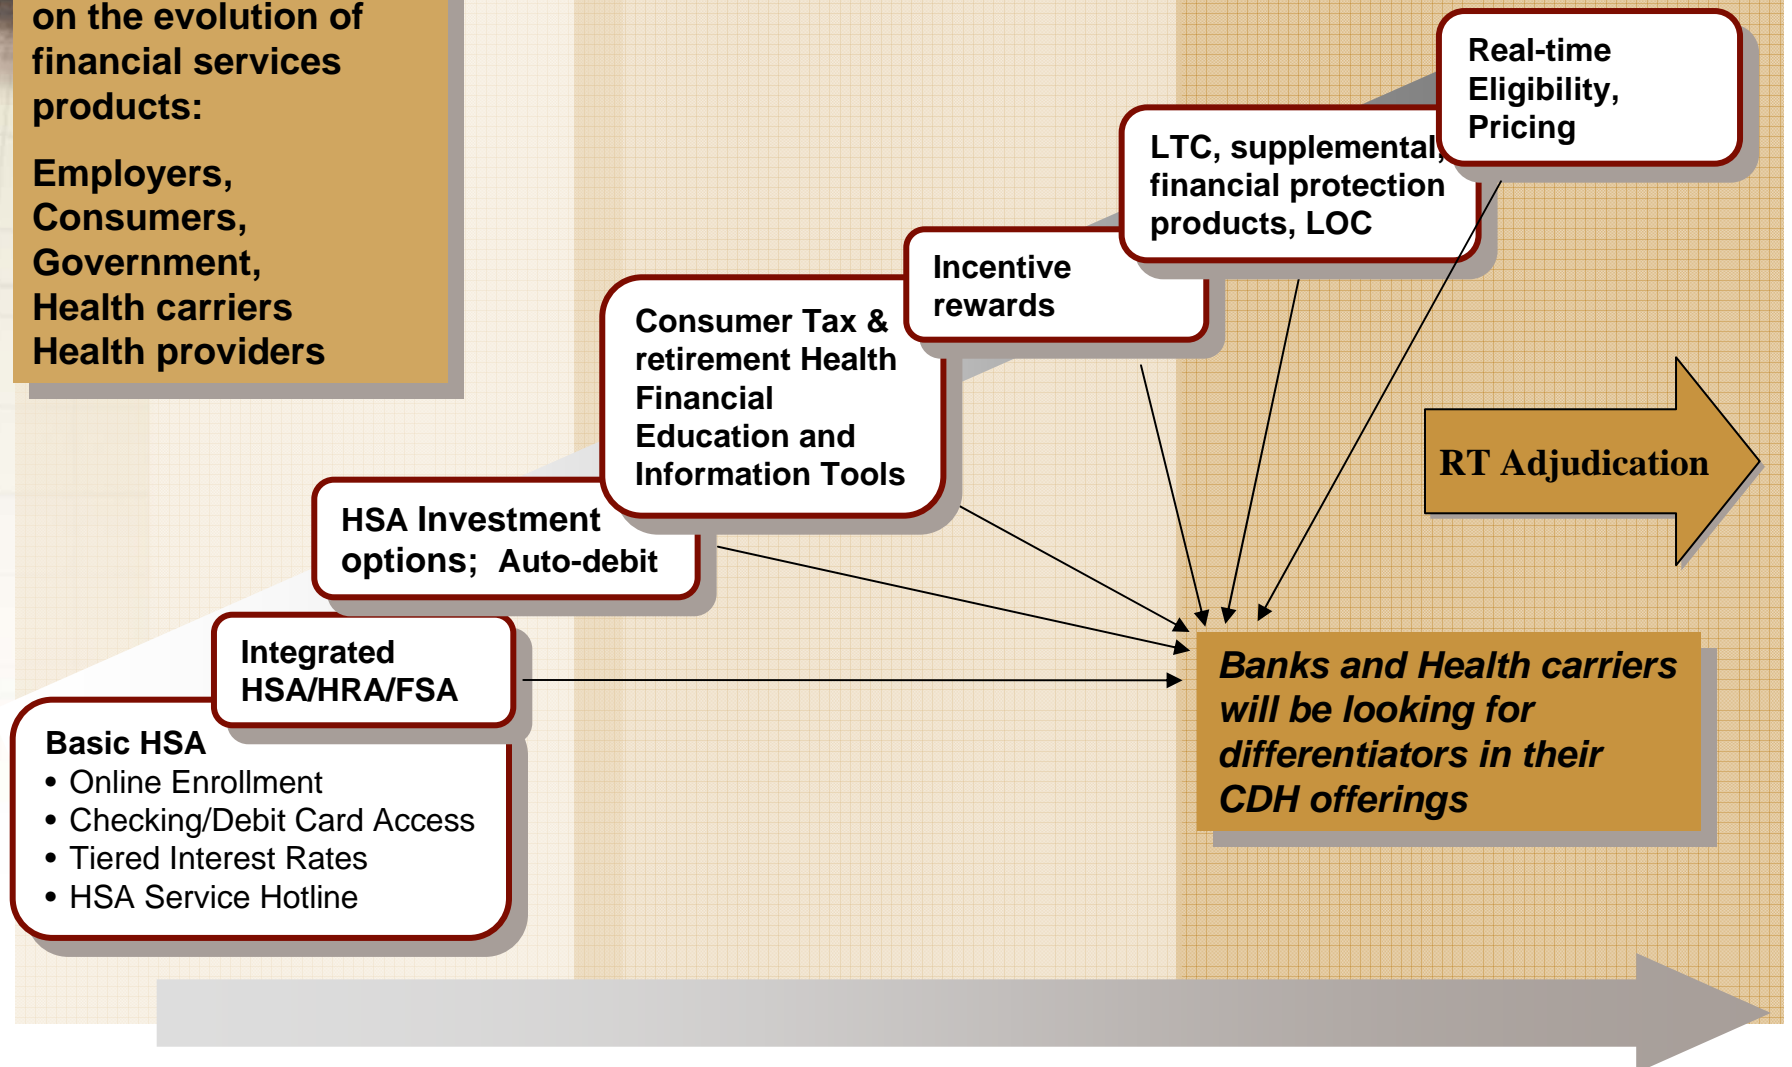 on the evolution of
financial services
products:
Employers,
Consumers,
Government,
Health carriers
Health providers
Real-time
Eligibility,
Pricing
LTC, supplemental,
financial protection
products, LOC
Incentive
rewards
Consumer Tax &
retirement Health
Financial
Education and
Information Tools
HSA Investment
options;  Auto-debit
Integrated
HSA/HRA/FSA
Basic HSA
• Online Enrollment
• Checking/Debit Card Access
• Tiered Interest Rates
• HSA Service Hotline
RT Adjudication
Banks and Health carriers
will be looking for
differentiators in their
CDH offerings